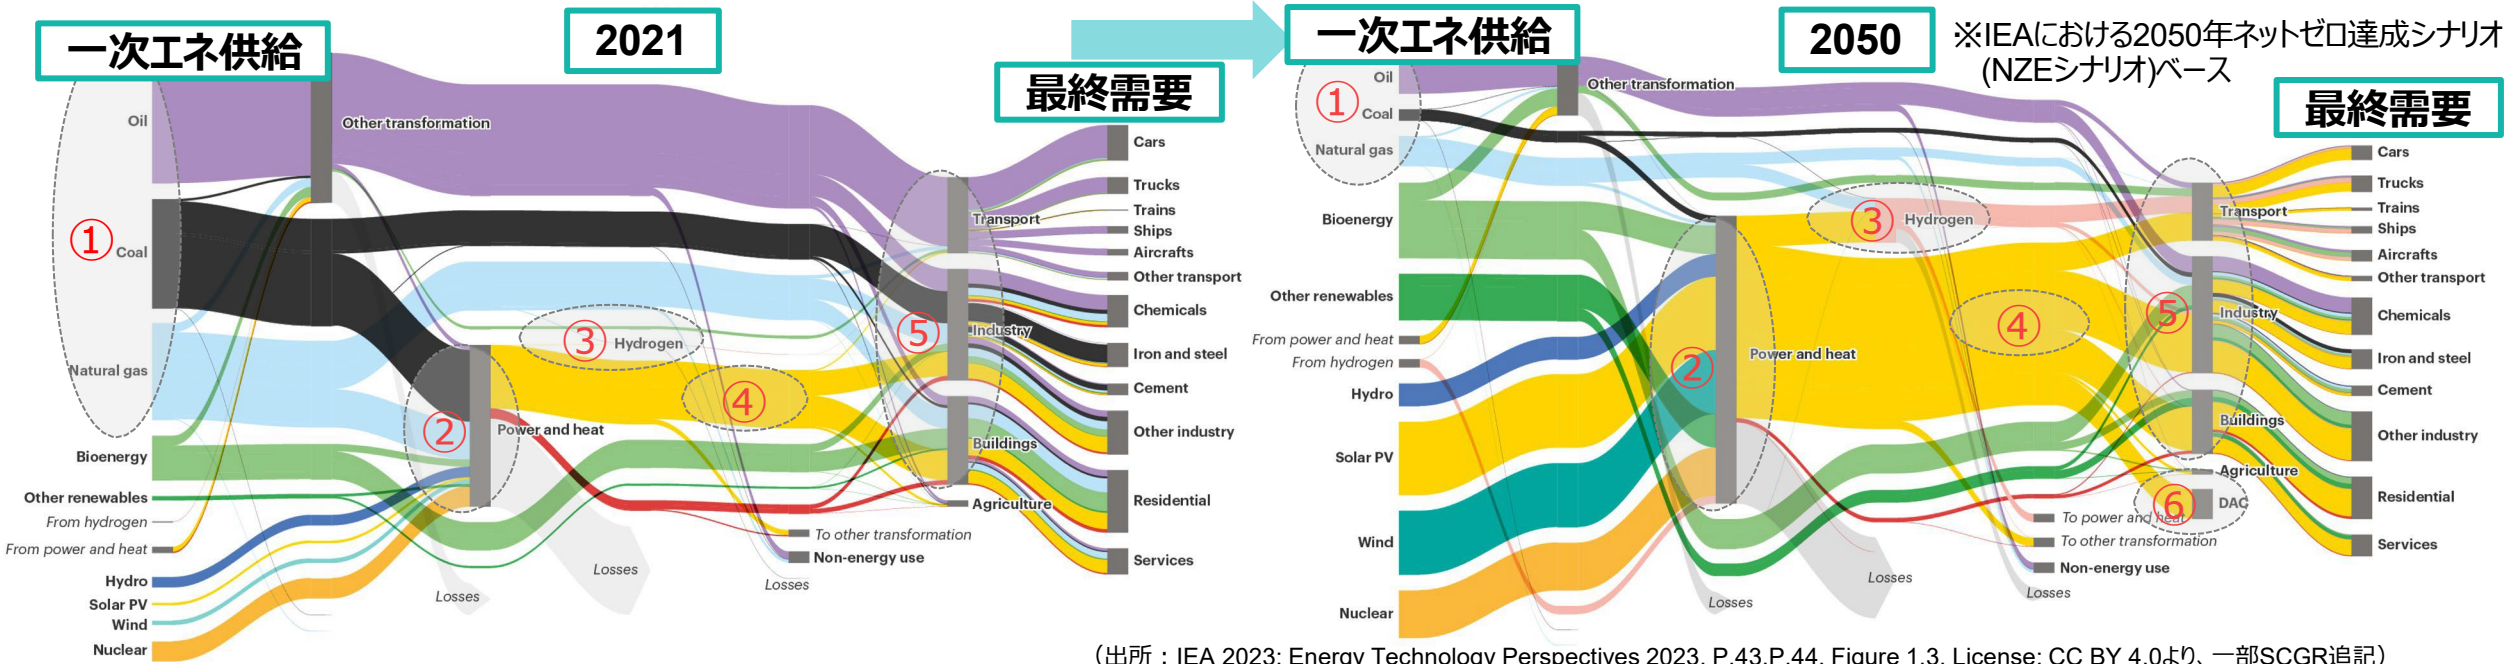 一次エネ供給
2021
最終需要
Oil
① Coal
Natural gas
Bioenergy
Other renewables
From hydrogen
From power and heat
Hydro
Solar PV
Wind
Nuclear
Other transformation
②
Power and heat
③ Hydrogen
④
⑤
Transport
Industry
Buildings
Agriculture
To other transformation
Non-energy use
Losses
Losses
Losses
Cars
Trucks
Trains
Ships
Aircrafts
Other transport
Chemicals
Iron and steel
Cement
Other industry
Residential
Services
一次エネ供給
2050
※IEAにおける2050年ネットゼロ達成シナリオ
(NZEシナリオ)ベース
最終需要
Oil
① Coal
Natural gas
Bioenergy
Other renewables
From power and heat
From hydrogen
Hydro
Solar PV
Wind
Nuclear
Other transformation
②
Power and heat
③ Hydrogen
④
⑤
Transport
Industry
Buildings
Agriculture
⑥ DAC
To power and heat
To other transformation
Non-energy use
Losses
Losses
Losses
Cars
Trucks
Trains
Ships
Aircrafts
Other transport
Chemicals
Iron and steel
Cement
Other industry
Residential
Services
（出所：IEA 2023; Energy Technology Perspectives 2023, P.43,P.44, Figure 1.3, License: CC BY 4.0より、一部SCGR追記）